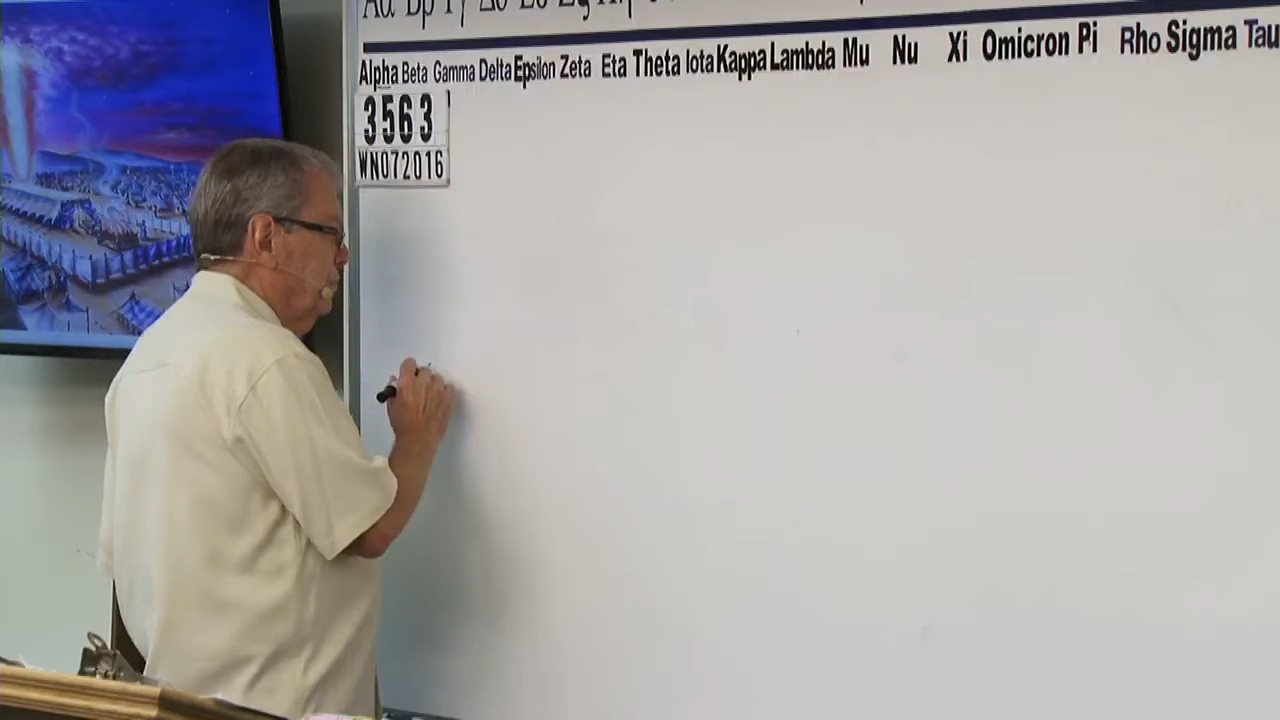 Alpha Beta Gamma Delta Epsilon Zeta Eta Theta Iota Kappa Lambda Mu Nu Xi Omicron Pi Rho Sigma Tau
3563
WN072016